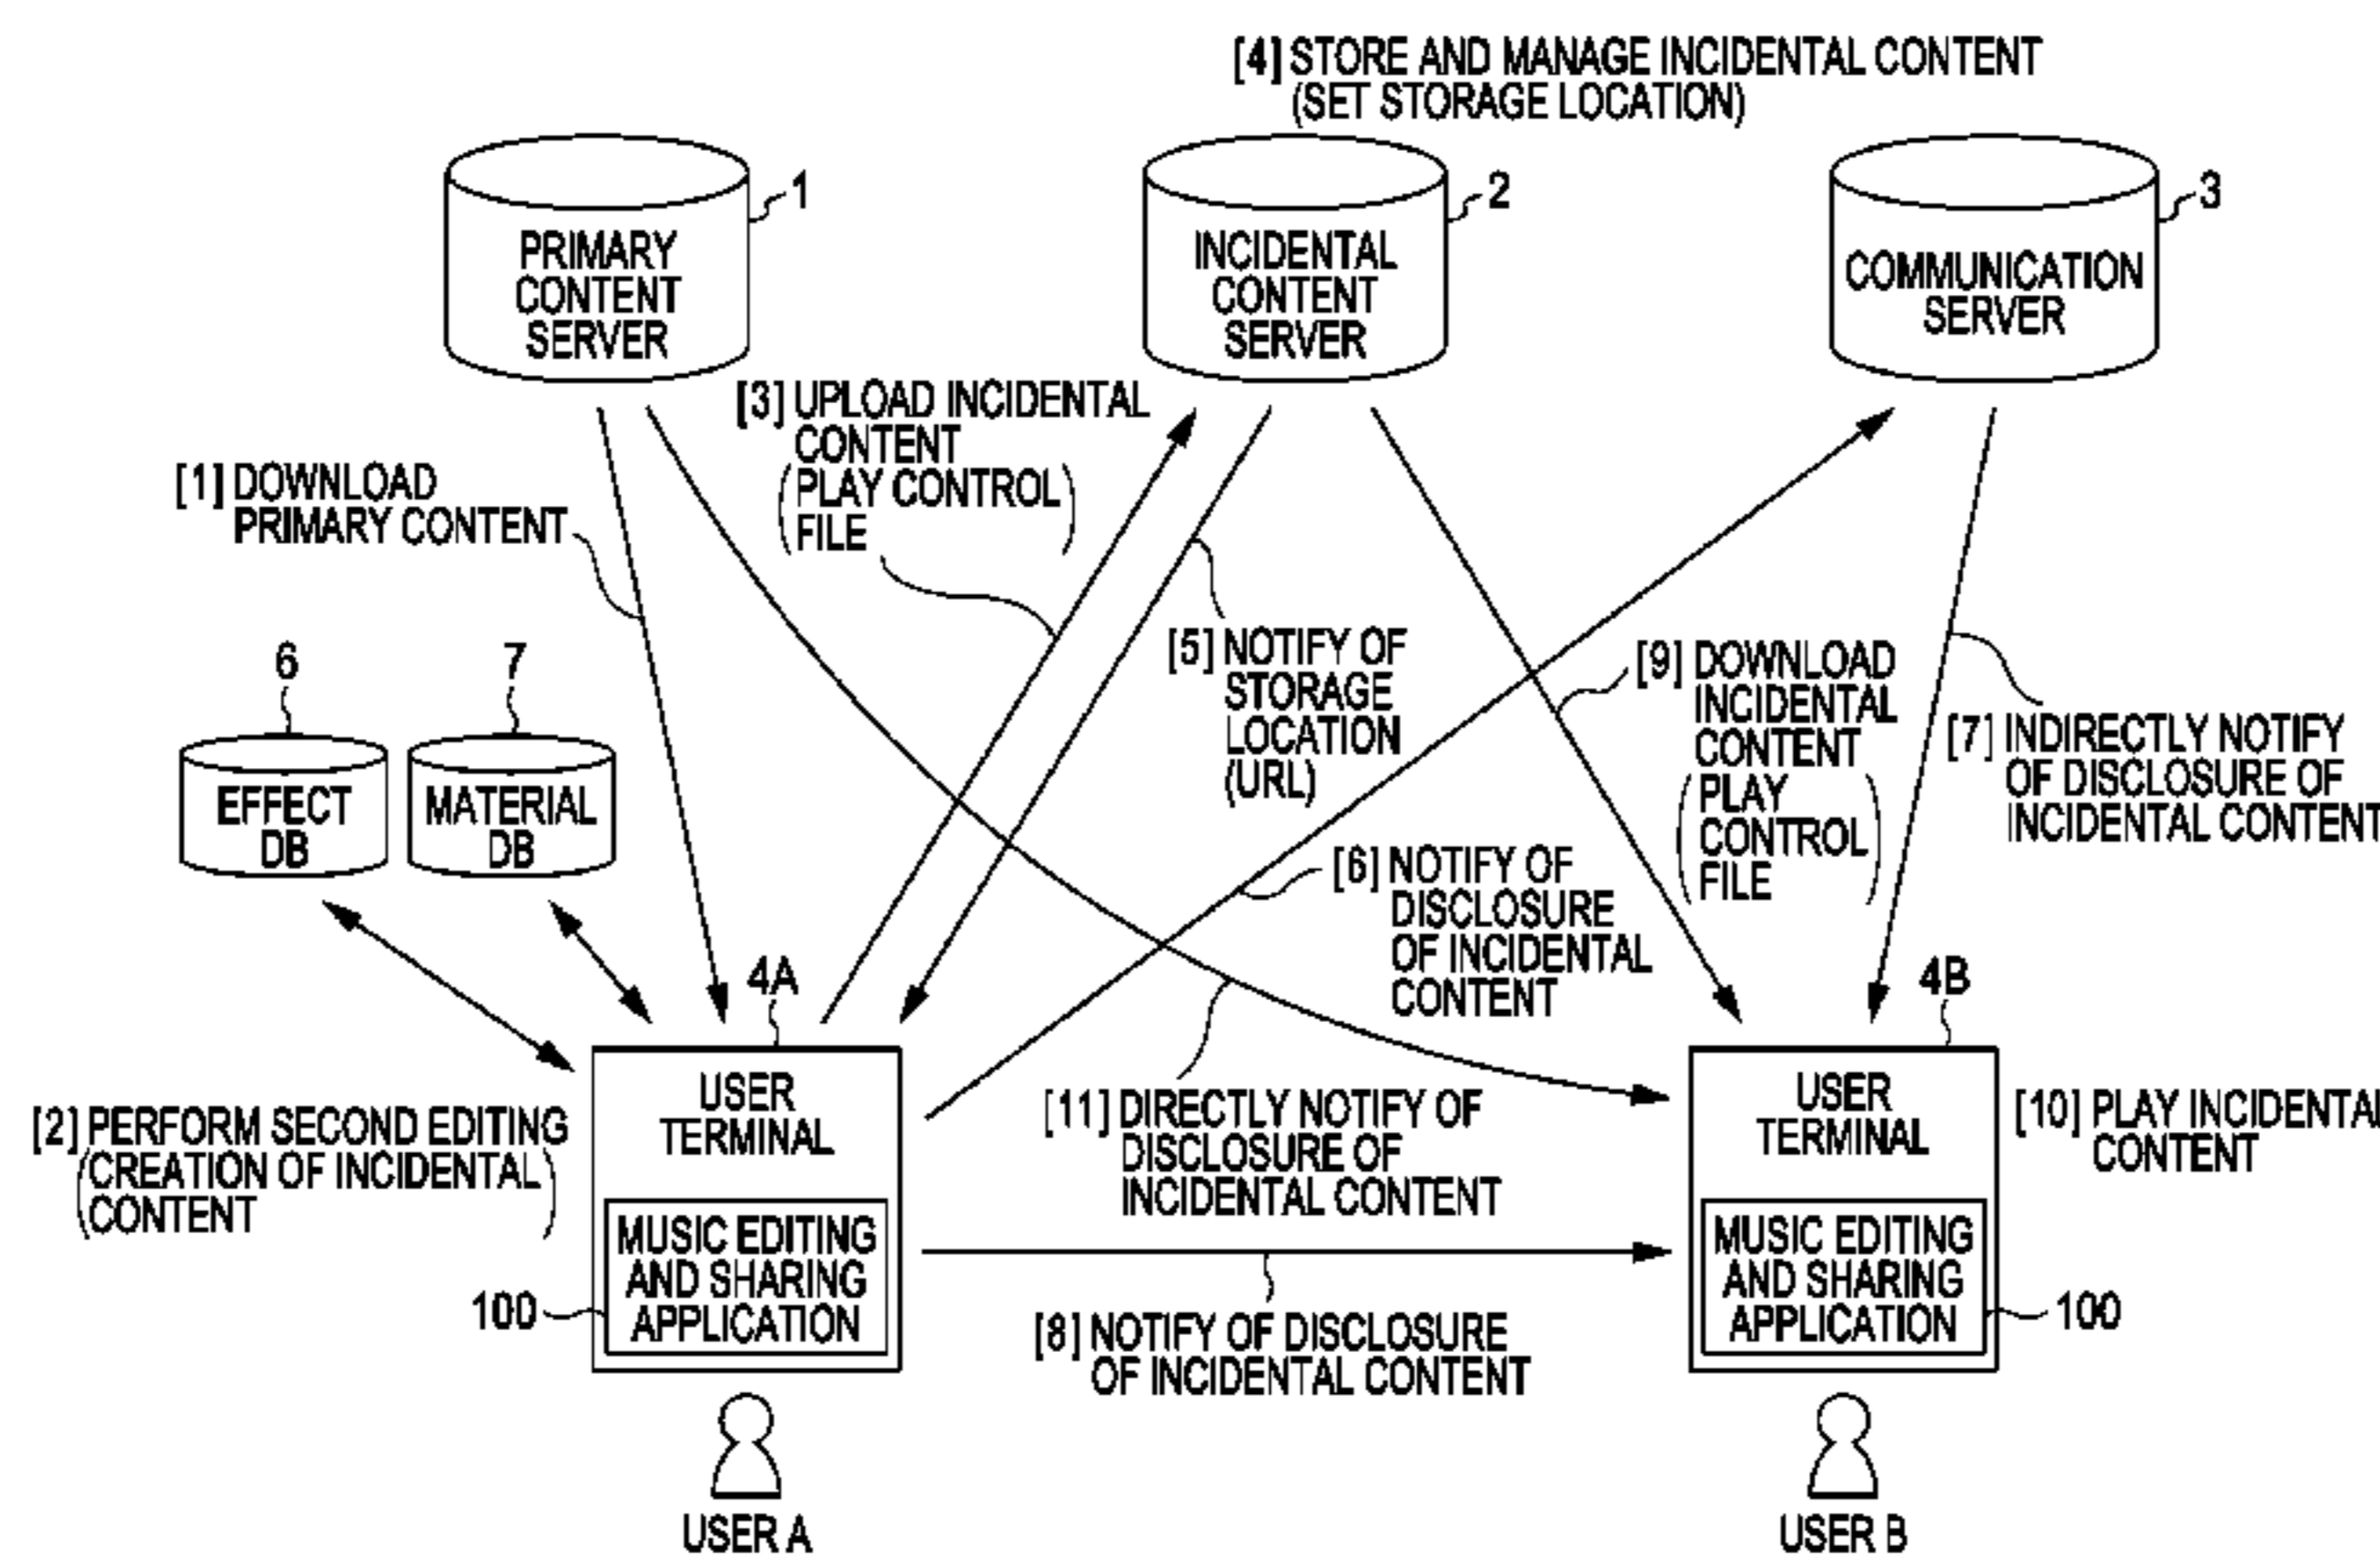 [4] STORE AND MANAGE INCIDENTAL CONTENT
(SET STORAGE LOCATION)
1
2
3
PRIMARY
CONTENT
SERVER
INCIDENTAL
CONTENT
SERVER
COMMUNICATION
SERVER
[3] UPLOAD INCIDENTAL
CONTENT
(PLAY CONTROL
FILE)
[1] DOWNLOAD
PRIMARY CONTENT
[5] NOTIFY OF
STORAGE
LOCATION
(URL)
[9] DOWNLOAD
INCIDENTAL
CONTENT
(PLAY
CONTROL
FILE)
[7] INDIRECTLY NOTIFY
OF DISCLOSURE OF
INCIDENTAL CONTENT
6
7
EFFECT
DB
MATERIAL
DB
[6] NOTIFY OF
DISCLOSURE
OF INCIDENTAL
CONTENT
4A
4B
USER
TERMINAL
[2] PERFORM SECOND EDITING
(CREATION OF INCIDENTAL
CONTENT)
[11] DIRECTLY NOTIFY OF
DISCLOSURE OF
INCIDENTAL CONTENT
USER
TERMINAL
[10] PLAY INCIDENTAL
CONTENT
MUSIC EDITING
AND SHARING
APPLICATION
100
[8] NOTIFY OF DISCLOSURE
OF INCIDENTAL CONTENT
MUSIC EDITING
AND SHARING
APPLICATION
100
USER A
USER B